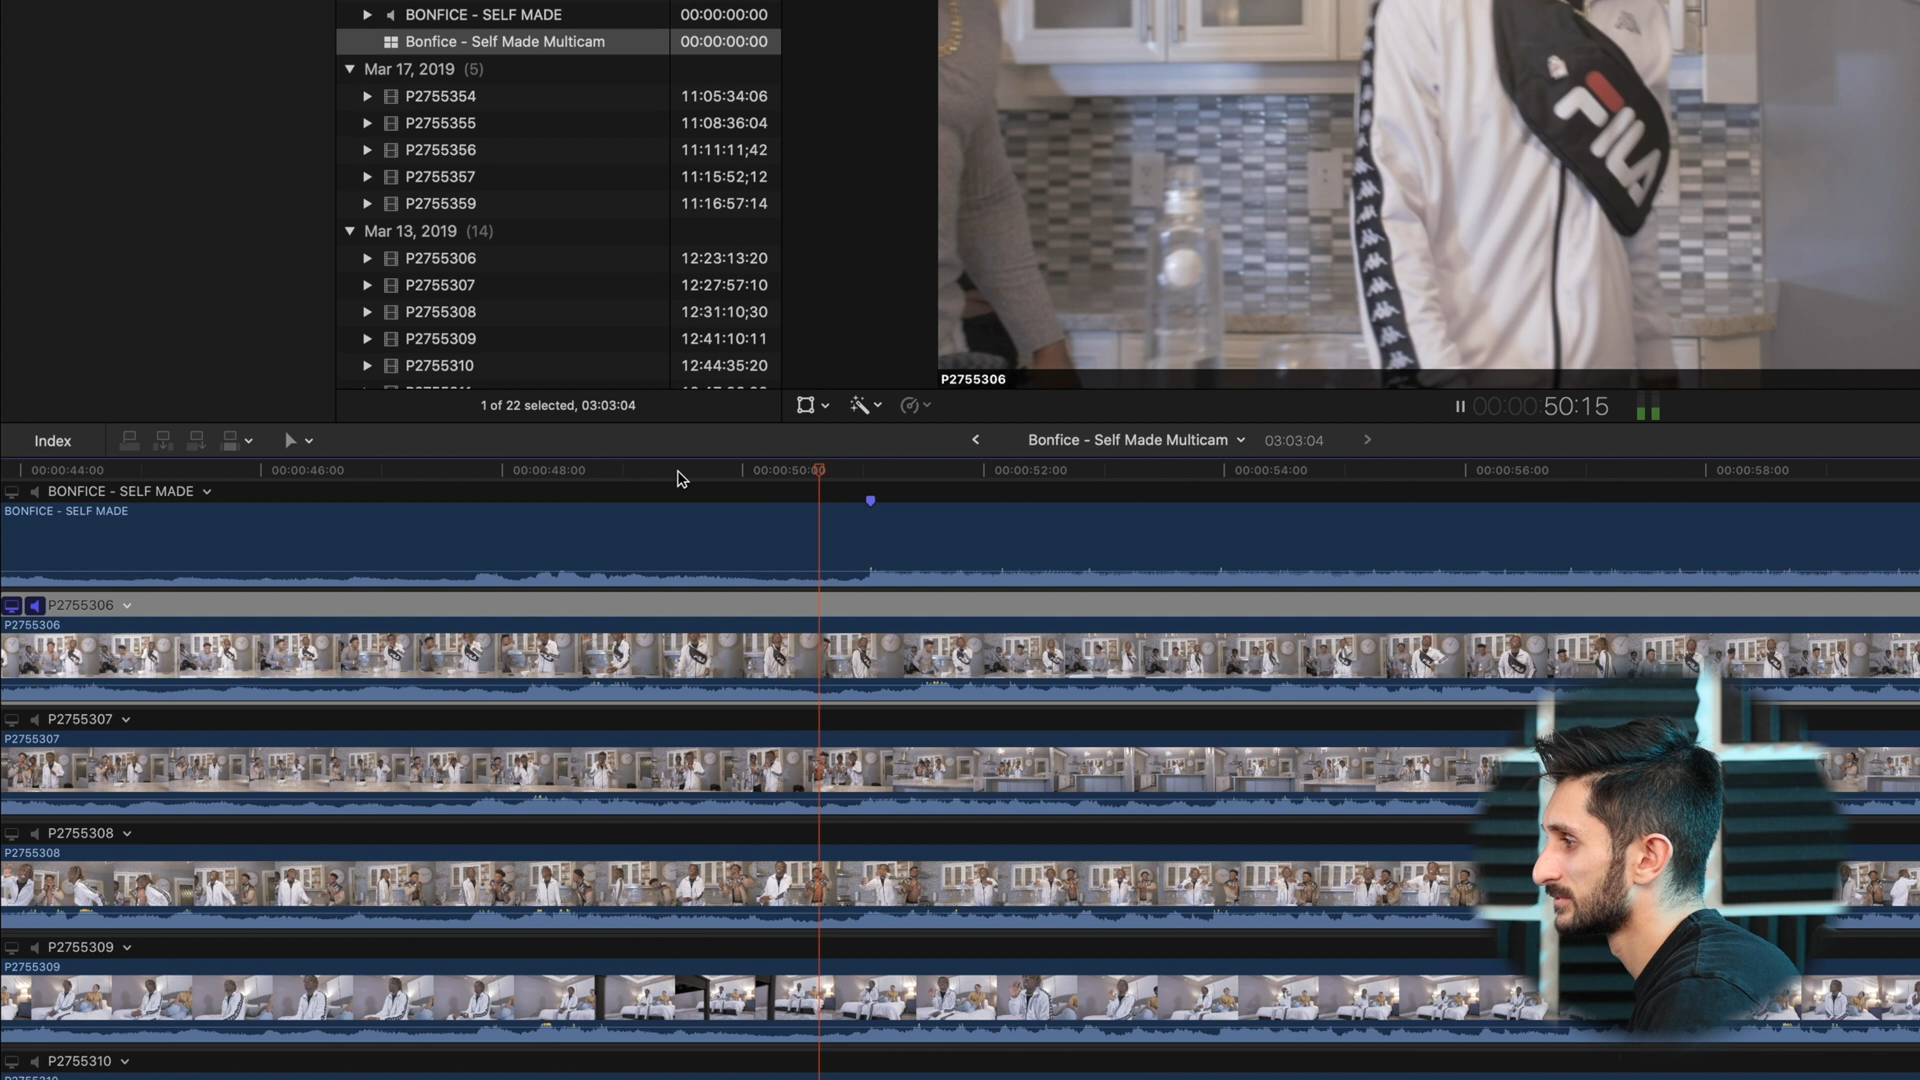 BONFICE - SELF MADE 00:00:00:00
Bonfice - Self Made Multicam 00:00:00:00
Mar 17, 2019 (5)
P2755354 11:05:34:06
P2755355 11:08:36:04
P2755356 11:11:11;42
P2755357 11:15:52;12
P2755359 11:16:57:14
Mar 13, 2019 (14)
P2755306 12:23:13:20
P2755307 12:27:57:10
P2755308 12:31:10;30
P2755309 12:41:10:11
P2755310 12:44:35:20
FILA
P2755306
1 of 22 selected, 03:03:04
00:00:50:15
Index
Bonfice - Self Made Multicam 03:03:04
00:00:44:00 00:00:46:00 00:00:48:00 00:00:50:00 00:00:52:00 00:00:54:00 00:00:56:00 00:00:58:00
BONFICE - SELF MADE
BONFICE - SELF MADE
P2755306
P2755306
P2755307
P2755307
P2755308
P2755308
P2755309
P2755309
P2755310
P2755310